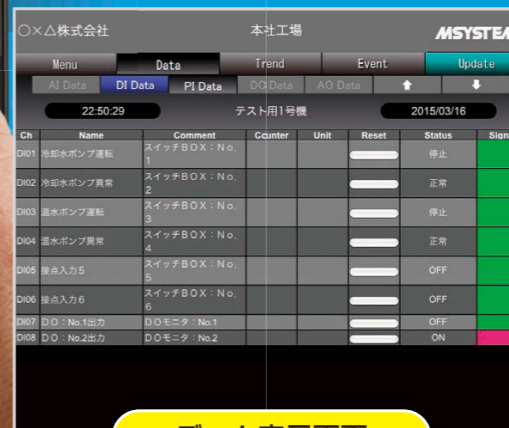 ○×△株式会社 本社工場 MSYSTEM
Menu Data Trend Event Update
AI Data DI Data PI Data DO Data AO Data
22:50:29 テスト用1号機 2015/03/16
Ch Name Comment Counter Unit Reset Status Sign
DI01 冷却水ポンプ運転 スイッチBOX:No. 停止
1
DI02 冷却水ポンプ異常 スイッチBOX:No. 正常
2
DI03 温水ポンプ運転 スイッチBOX:No. 停止
3
DI04 温水ポンプ異常 スイッチBOX:No. 正常
4
DI05 接点入力5 スイッチBOX:No. OFF
5
DI06 接点入力6 スイッチBOX:No. OFF
6
DI07 DO:No.1出力 DOモニタ:No.1 OFF
DI08 DO:No.2出力 DOモニタ:No.2 ON